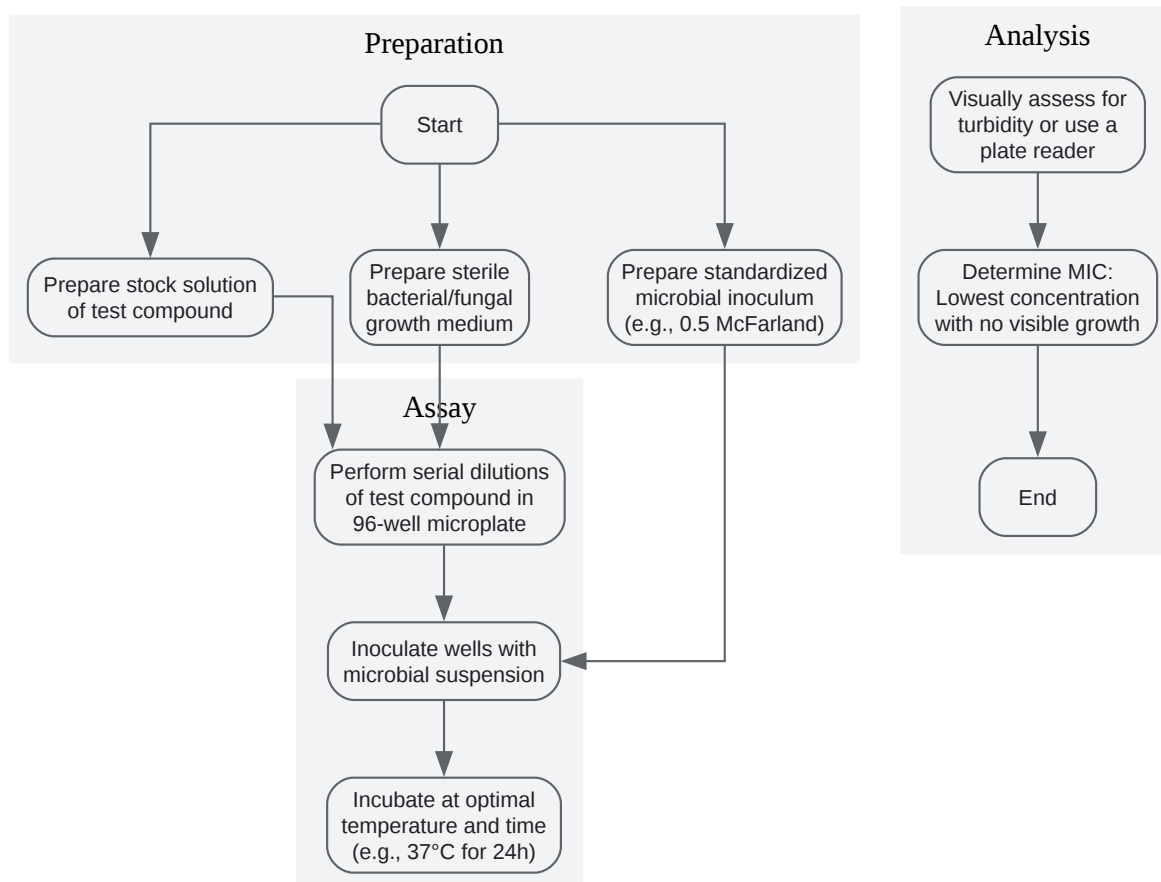 Preparation
Start
Prepare stock solution
of test compound
Prepare sterile
bacterial/fungal
growth medium
Prepare standardized
microbial inoculum
(e.g., 0.5 McFarland)
Assay
Perform serial dilutions
of test compound in
96-well microplate
Inoculate wells with
microbial suspension
Incubate at optimal
temperature and time
(e.g., 37°C for 24h)
Analysis
Visually assess for
turbidity or use a
plate reader
Determine MIC:
Lowest concentration
with no visible growth
End